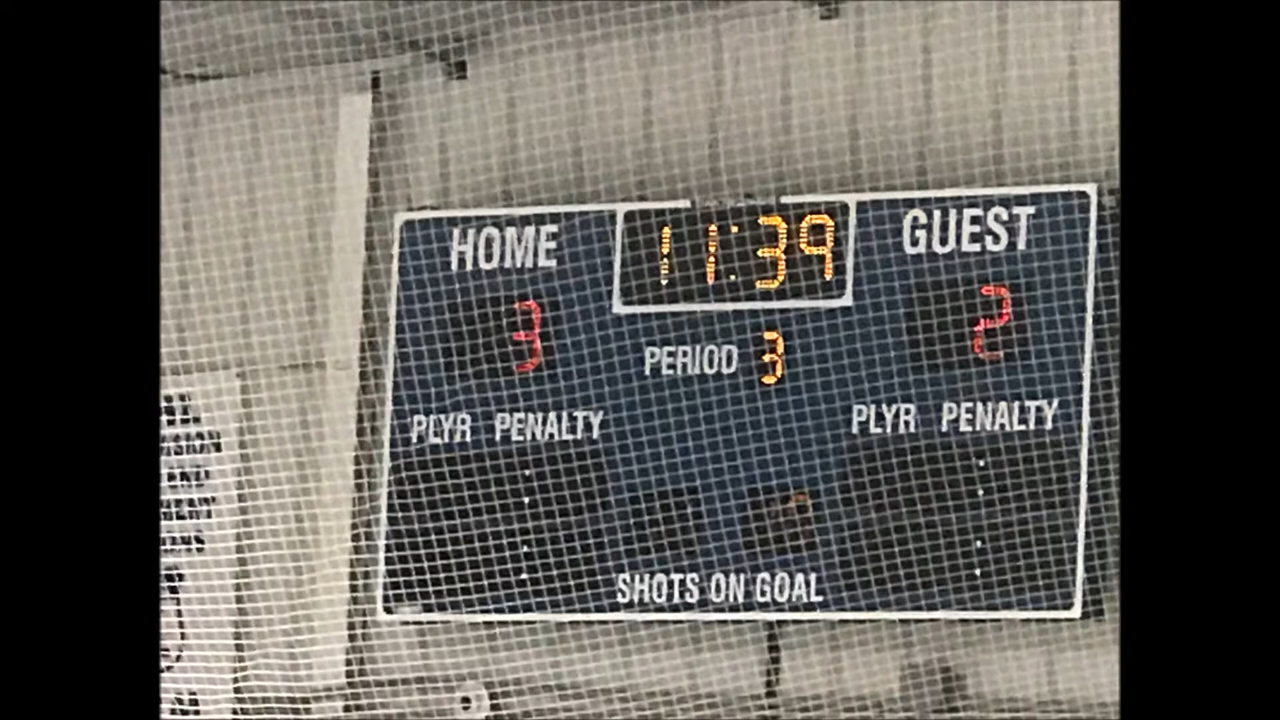 HOME 11:39 GUEST
3 PERIOD 3 2
PLYR PENALTY PLYR PENALTY
SHOTS ON GOAL